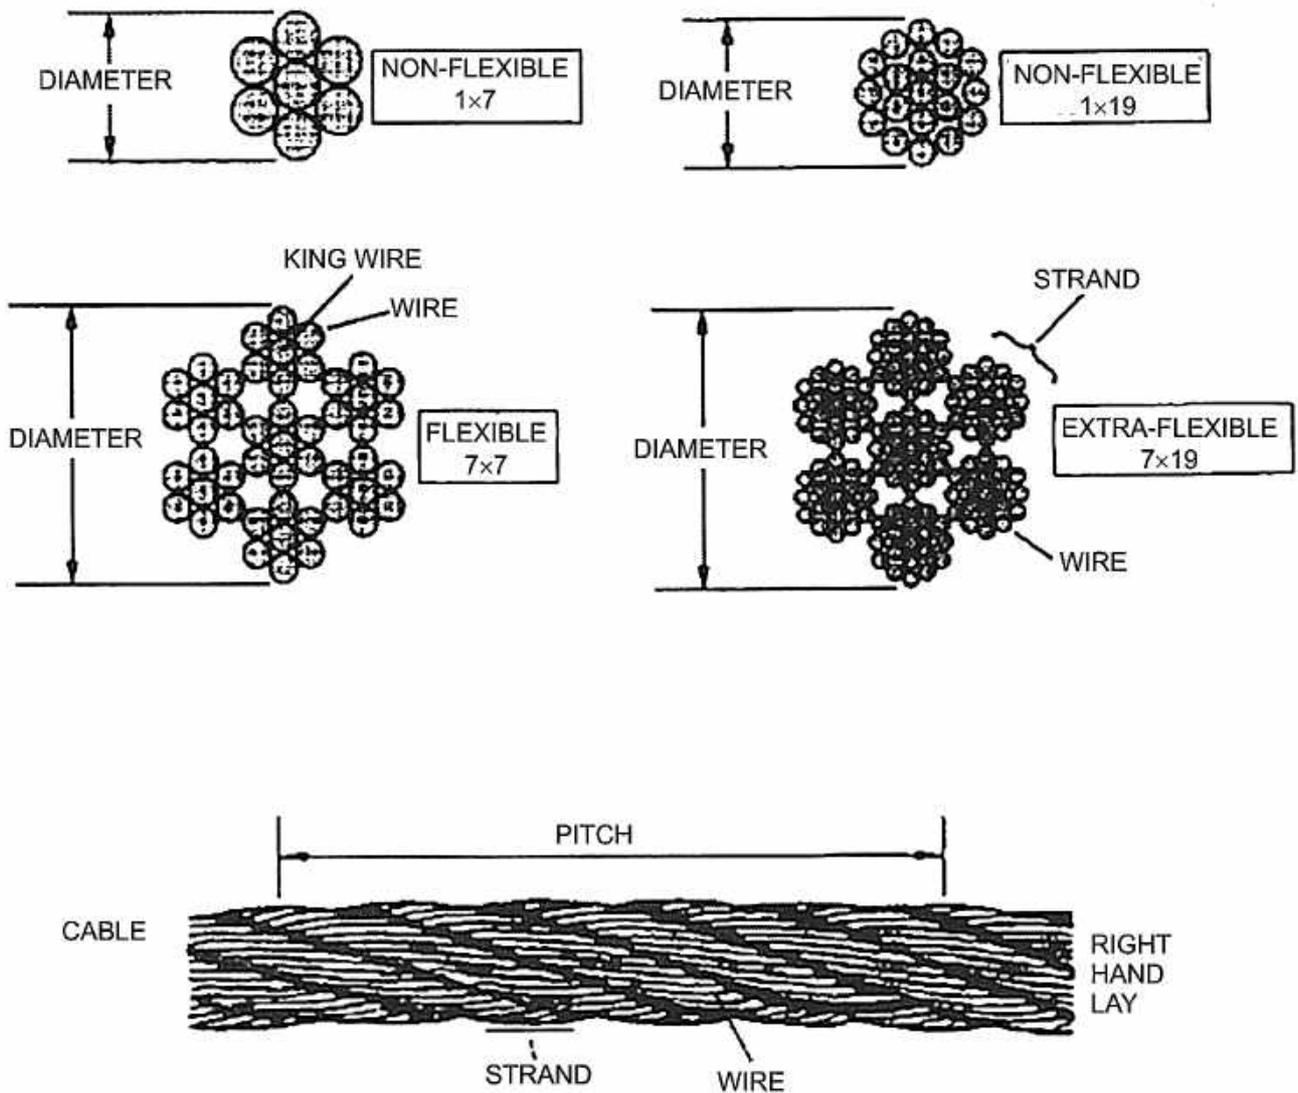 DIAMETER
NON-FLEXIBLE
1×7
DIAMETER
NON-FLEXIBLE
1×19
KING WIRE
WIRE
DIAMETER
FLEXIBLE
7×7
STRAND
DIAMETER
EXTRA-FLEXIBLE
7×19
WIRE
PITCH
CABLE
RIGHT
HAND
LAY
STRAND
WIRE